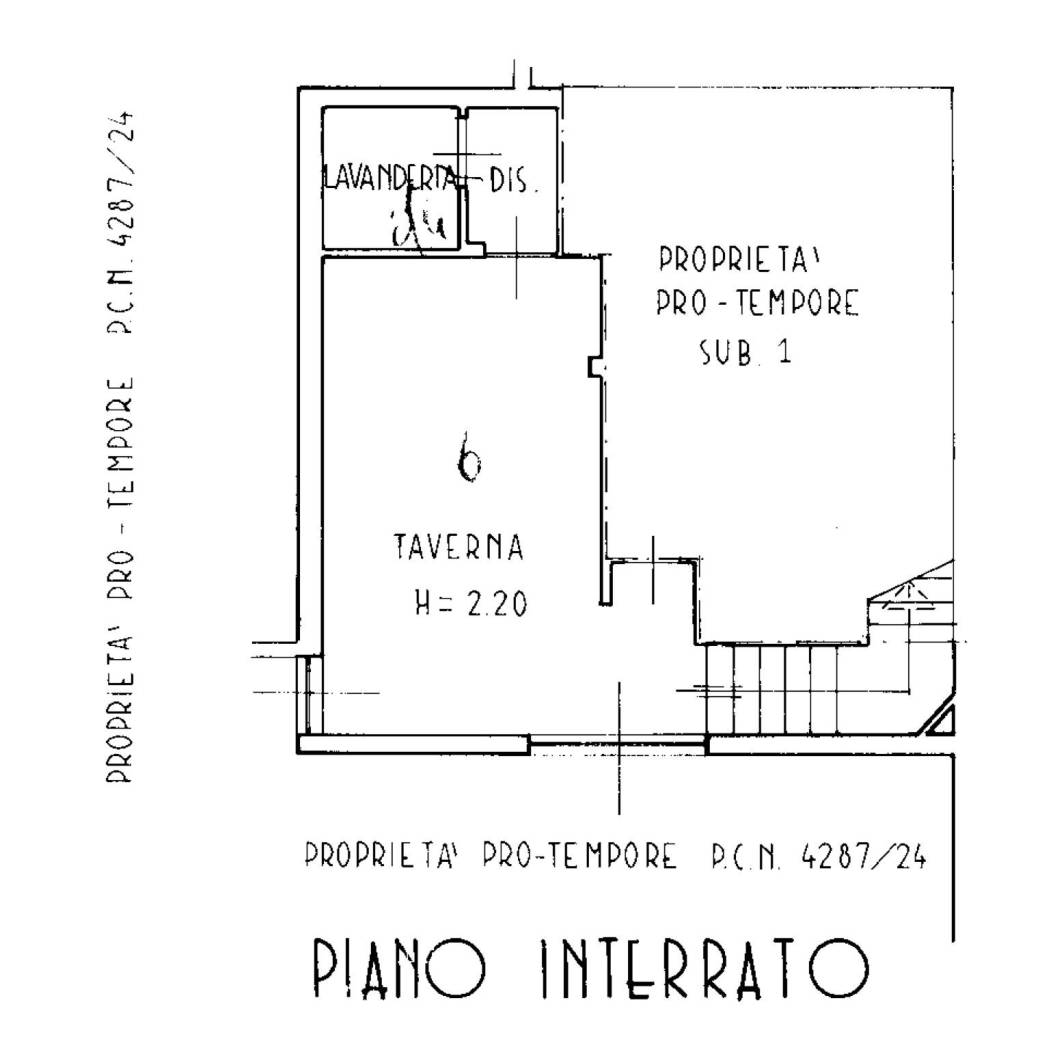 LAVANDERIA
DIS.
PROPRIETA'
PRO-TEMPORE
SUB. 1
PROPRIETA' PRO-TEMPORE P.C.N. 4287/24
6
TAVERNA
H= 2.20
PROPRIETA' PRO-TEMPORE P.C.N. 4287/24
PIANO INTERRATO